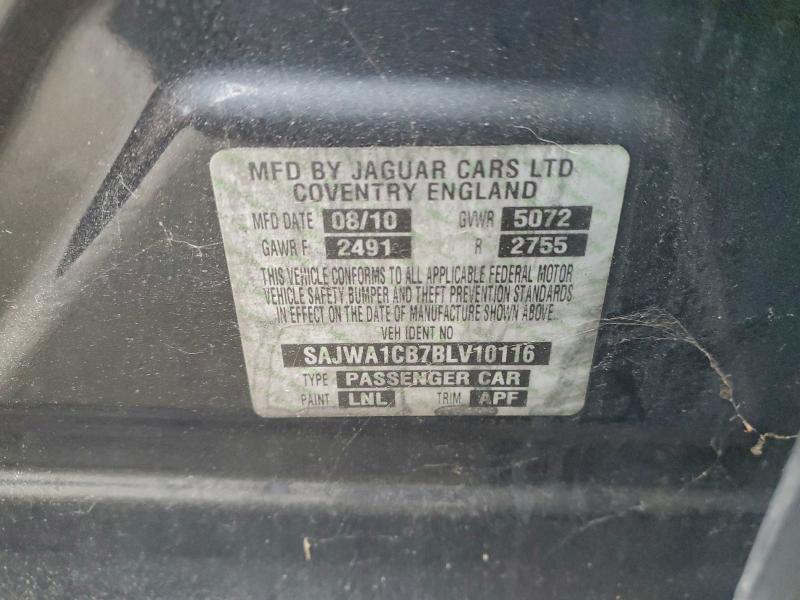 MFD BY JAGUAR CARS LTD
COVENTRY ENGLAND
MFD DATE 08/10 GVWR 5072
GAWR F. 2491 R 2755
THIS VEHICLE CONFORMS TO ALL APPLICABLE FEDERAL MOTOR
VEHICLE SAFETY BUMPER AND THEFT PREVENTION STANDARDS
IN EFFECT ON THE DATE OF MANUFACTURE SHOWN ABOVE.
VEH IDENT NO
SAJWA1CB7BLV10116
TYPE PASSENGER CAR
PAINT LNL TRIM APF